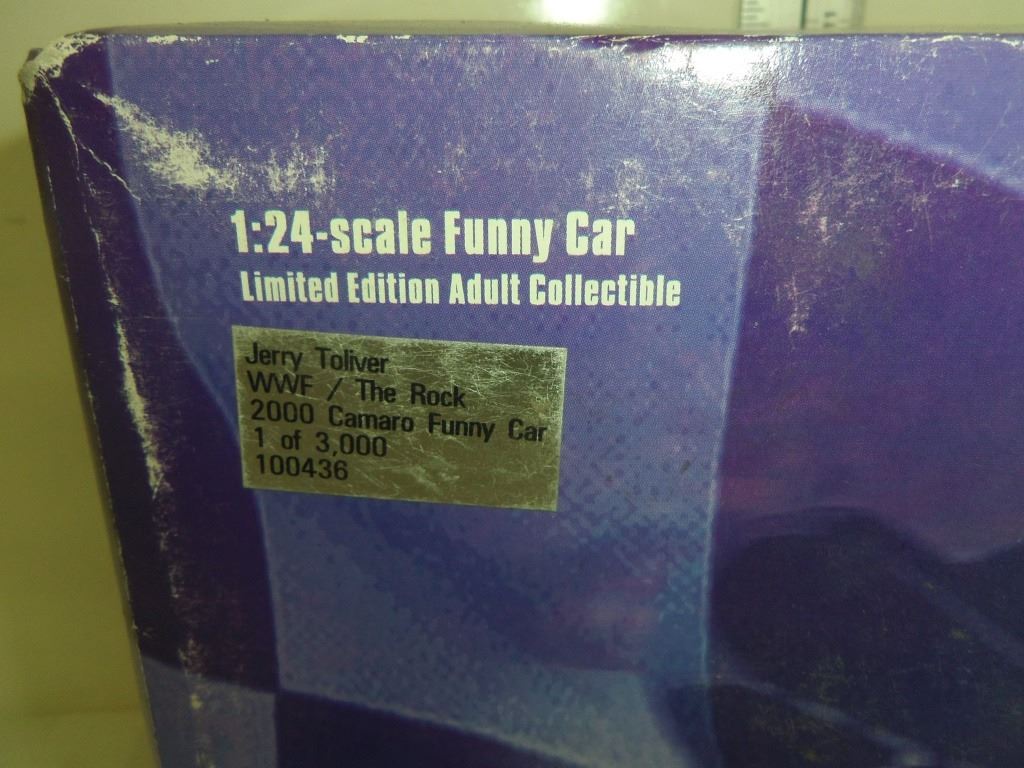 1:24-scale Funny Car
Limited Edition Adult Collectible
Jerry Toliver
WWF / The Rock
2000 Camaro Funny Car
1 of 3,000
100436